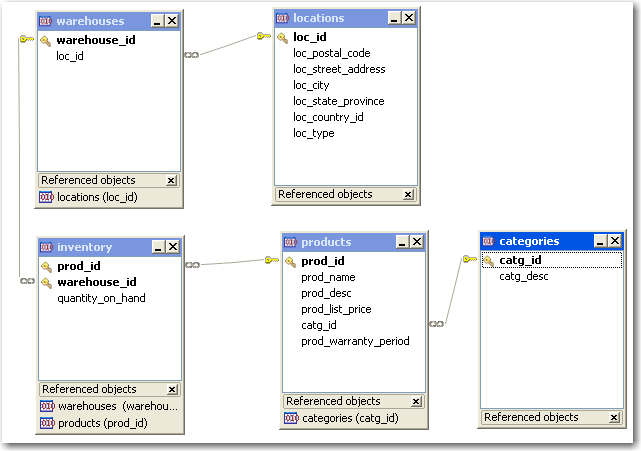 warehouses
warehouse_id
loc_id
Referenced objects
locations (loc_id)
locations
loc_id
loc_postal_code
loc_street_address
loc_city
loc_state_province
loc_country_id
loc_type
Referenced objects
inventory
prod_id
warehouse_id
quantity_on_hand
Referenced objects
warehouses (warehou...
products (prod_id)
products
prod_id
prod_name
prod_desc
prod_list_price
catg_id
prod_warranty_period
Referenced objects
categories (catg_id)
categories
catg_id
catg_desc
Referenced objects